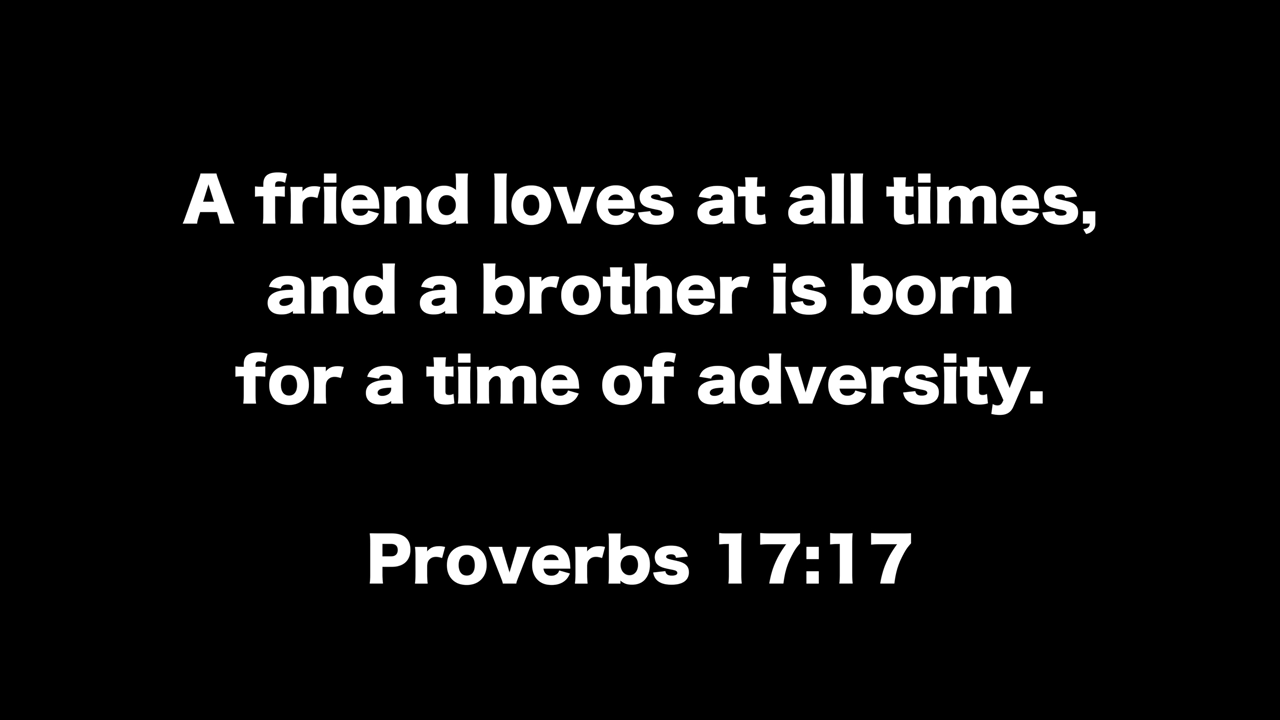 A friend loves at all times,
and a brother is born
for a time of adversity.
Proverbs 17:17